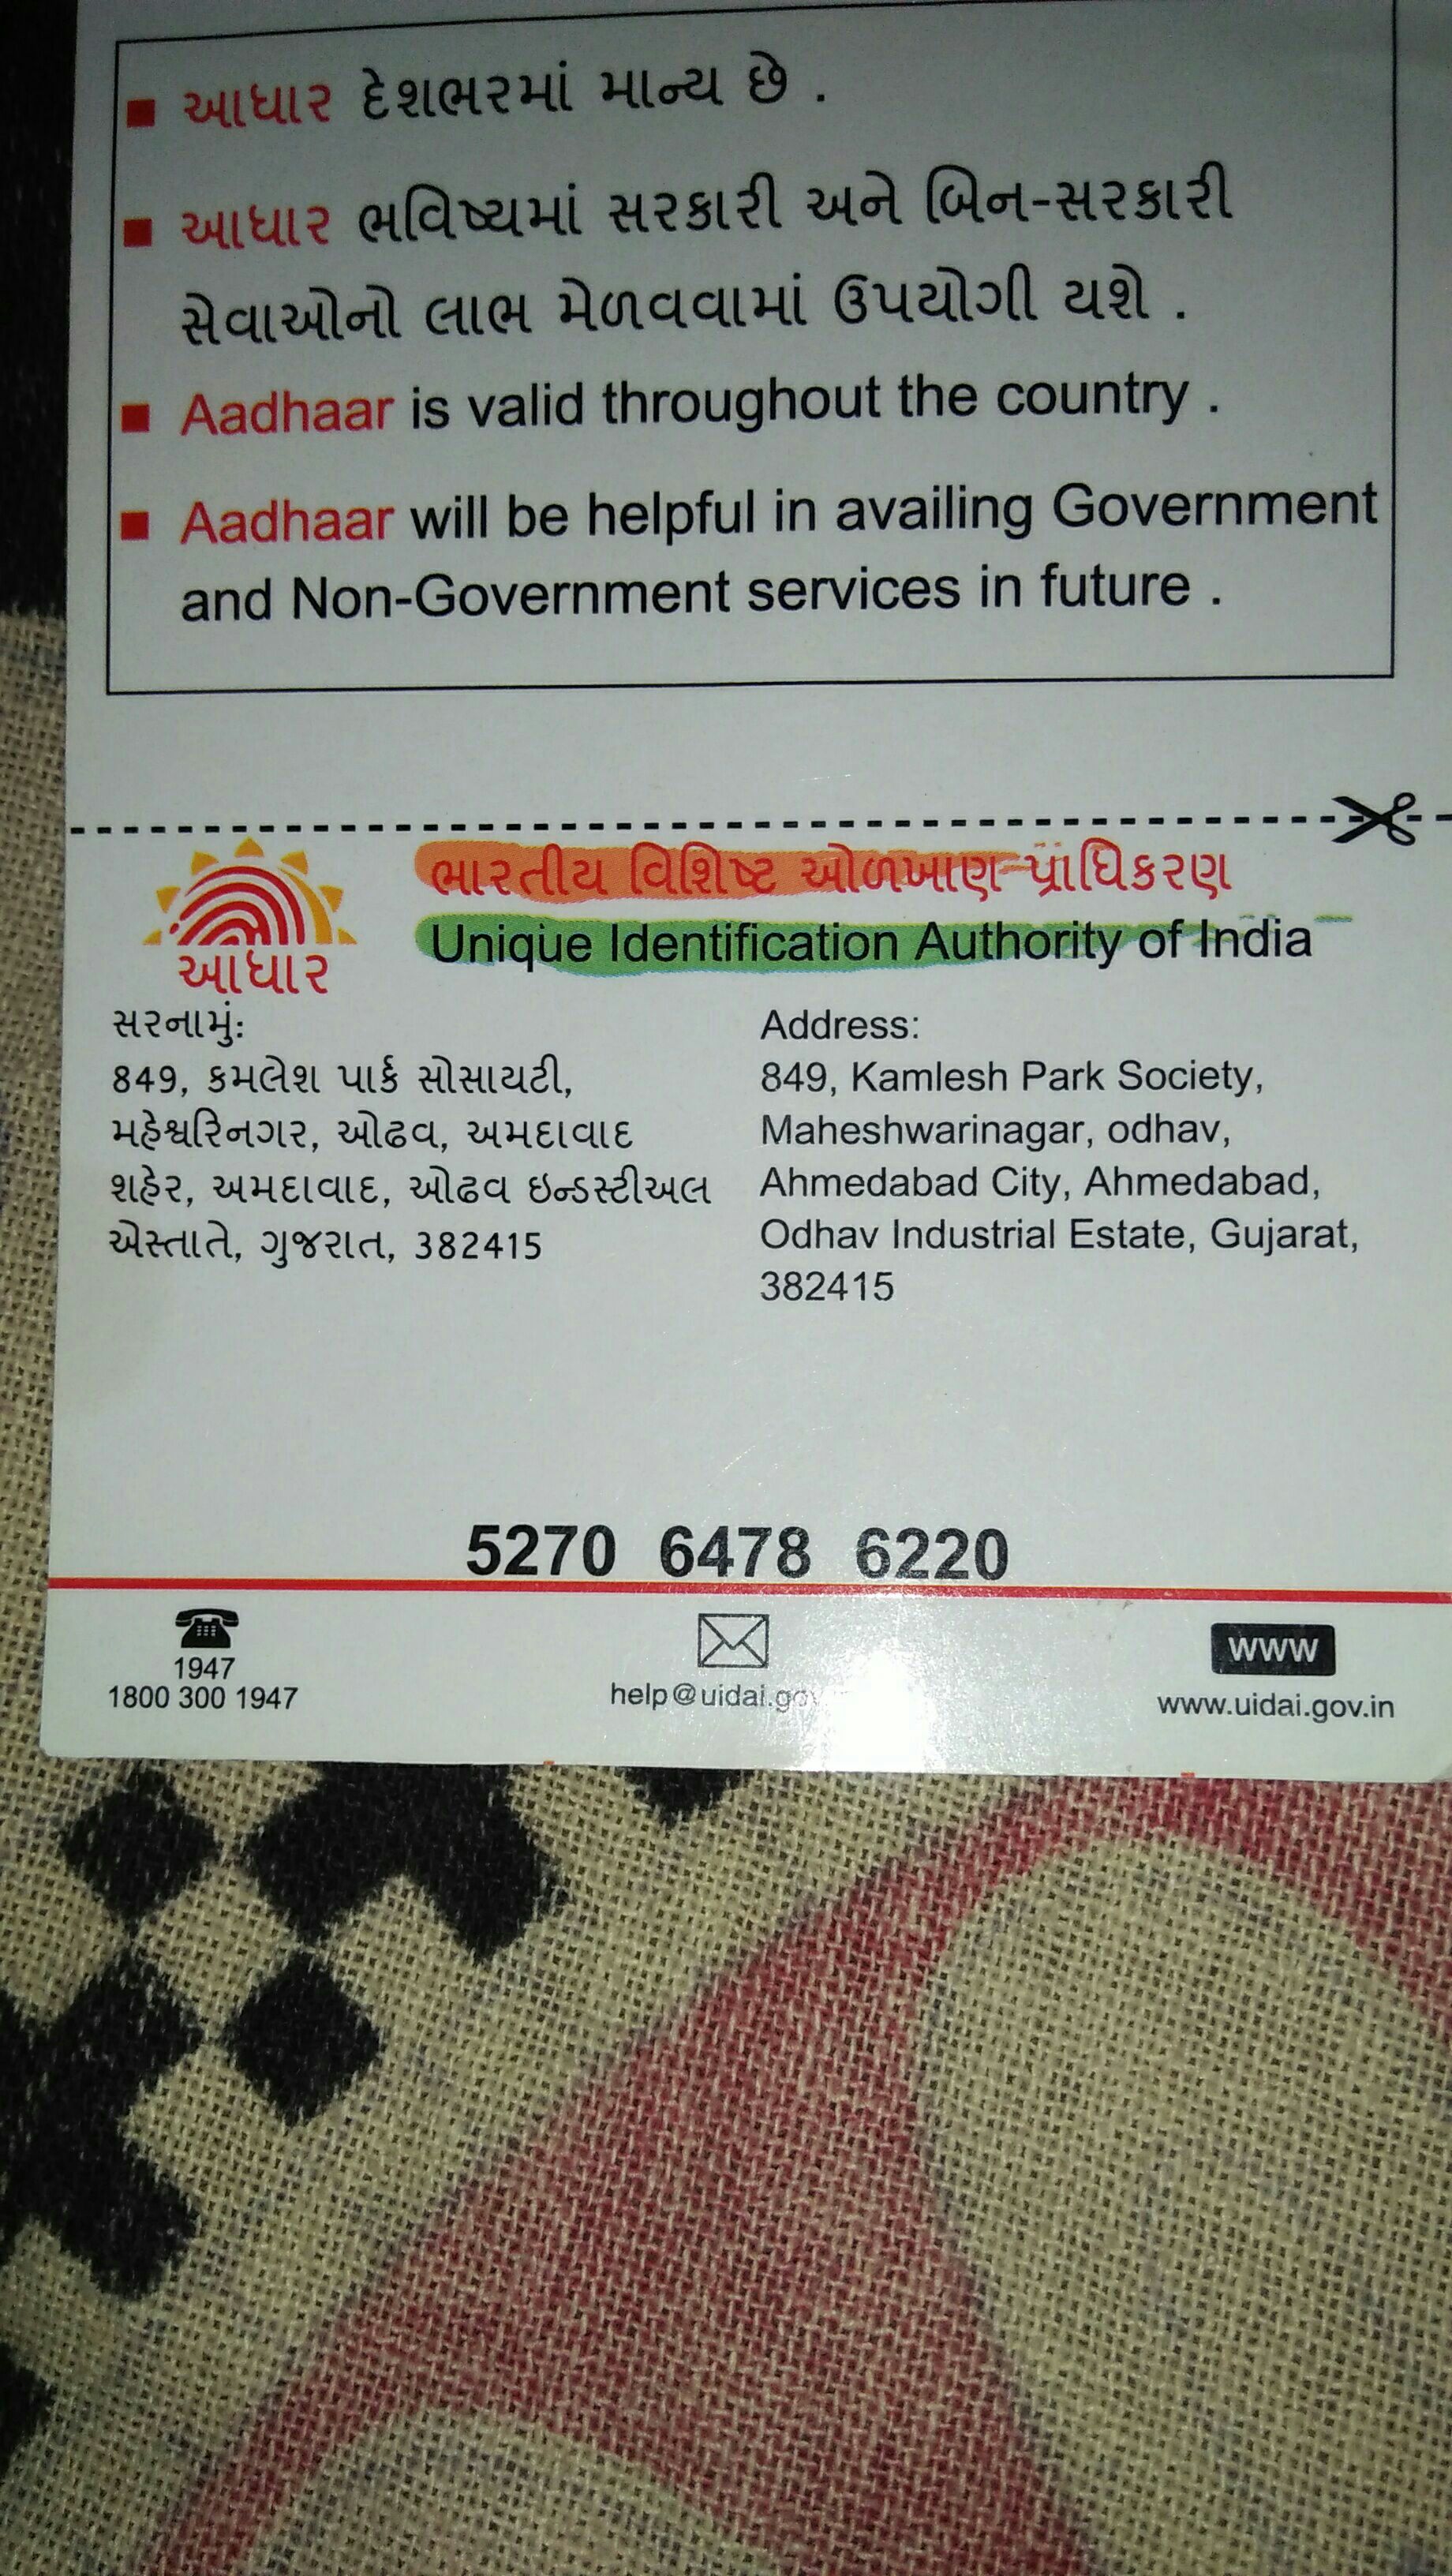 આધાર દેશભરમાં માન્ય છે .
આધાર ભવિષ્યમાં સરકારી અને બિન-સરકારી
સેવાઓનો લાભ મેળવવામાં ઉપયોગી થશે .
Aadhaar is valid throughout the country .
Aadhaar will be helpful in availing Government
and Non-Government services in future .
ભારતીય વિશિષ્ટ ઓળખાણ પ્રાધિકરણ
Unique Identification Authority of India
આધાર
સરનામું:
849, કમલેશ પાર્ક સોસાયટી,
મહેશ્વરિનગર, ઓઢવ, અમદાવાદ
શહેર, અમદાવાદ, ઓઢવ ઇન્ડસ્ટીઅલ
એસ્તાતે, ગુજરાત, 382415
Address:
849, Kamlesh Park Society,
Maheshwarinagar, odhav,
Ahmedabad City, Ahmedabad,
Odhav Industrial Estate, Gujarat,
382415
5270 6478 6220
1947
1800 300 1947
help@uidai.gov
WWW
www.uidai.gov.in